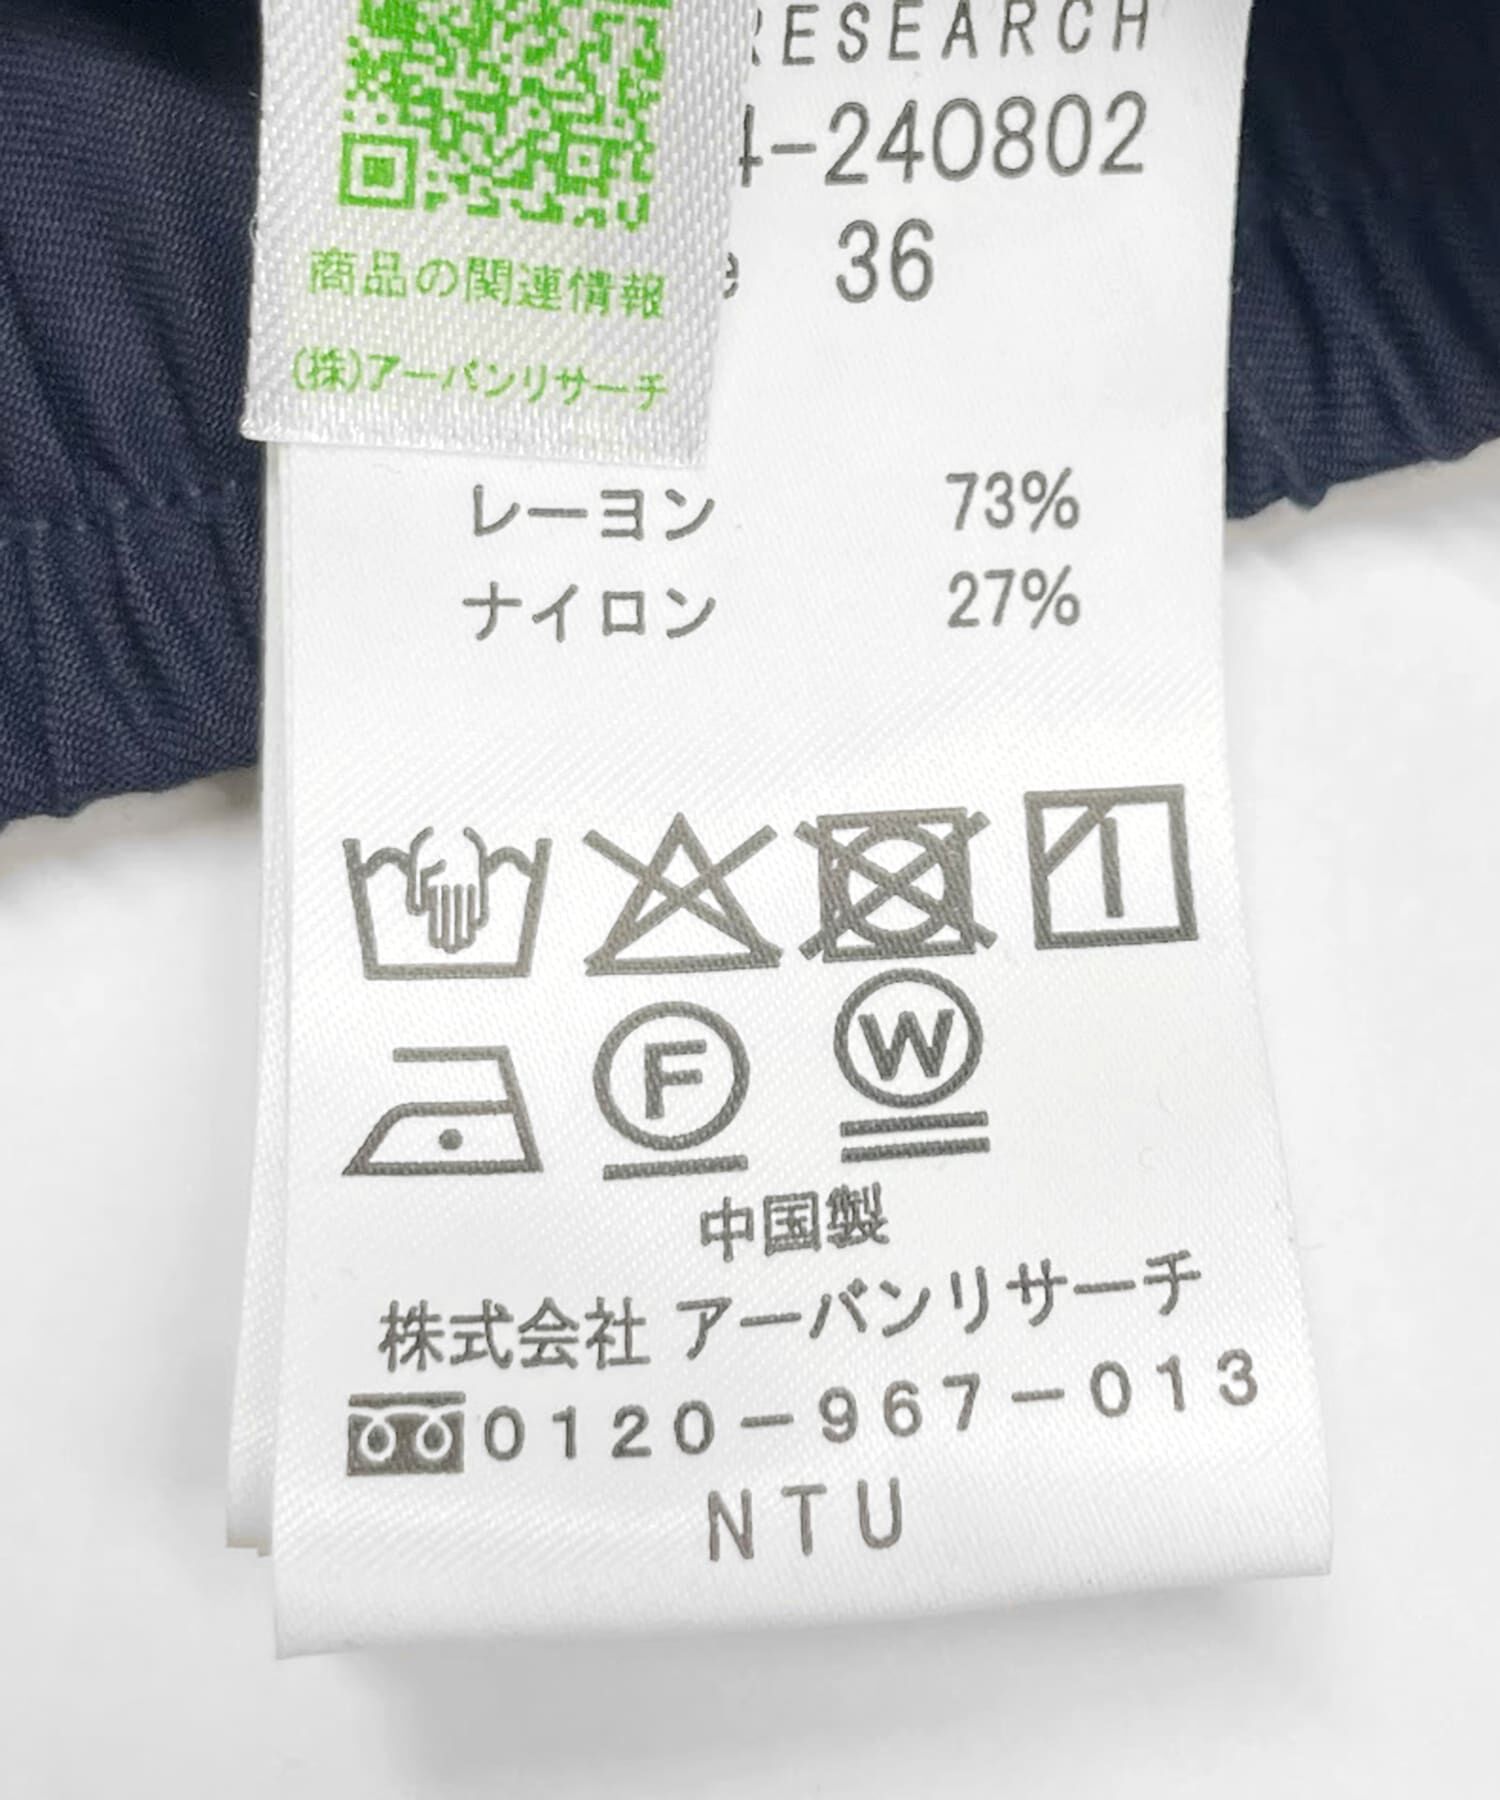 RESEARCH
4-240802
36
商品の関連情報
(株)アーバンリサーチ
レーヨン 73%
ナイロン 27%
F W
中国製
株式会社 アーバンリサーチ
0120-967-013
NTU